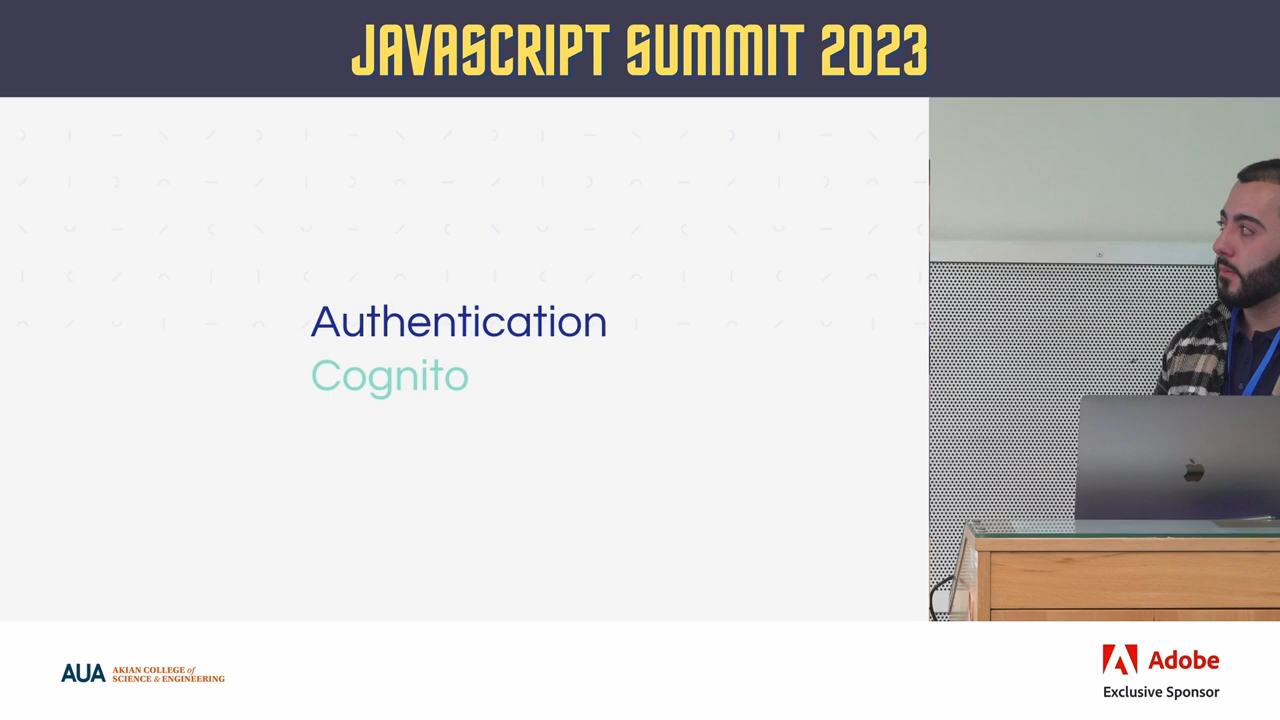 JAVASCRIPT SUMMIT 2023
Authentication
Cognito
AUA
AKIAN COLLEGE of
SCIENCE & ENGINEERING
Adobe
Exclusive Sponsor